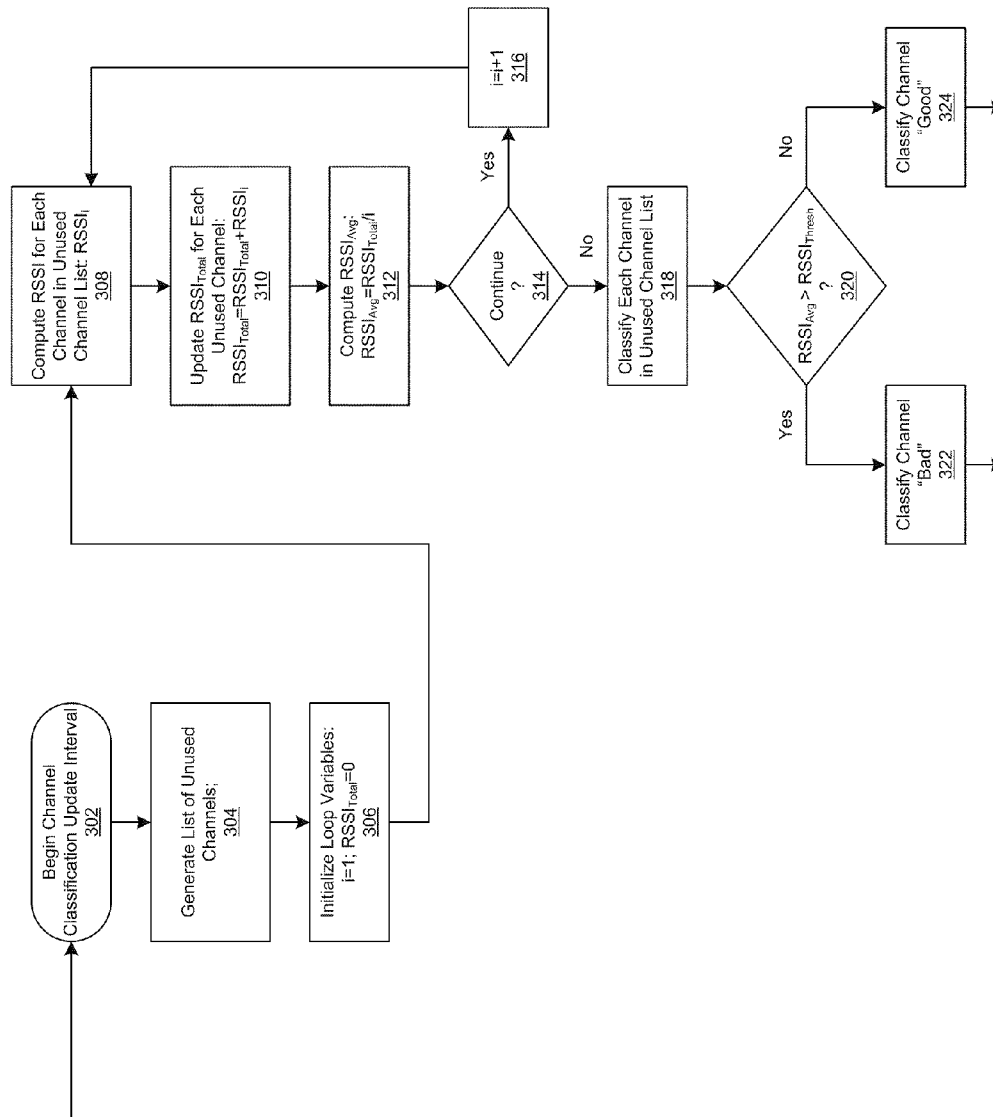 Begin Channel
Classification Update Interval
302
Generate List of Unused
Channels;
304
Initialize Loop Variables:
i=1; RSSITotal=0
306
Compute RSSI for Each
Channel in Unused
Channel List: RSSIi
308
Update RSSITotal for Each
Unused Channel:
RSSITotal=RSSITotal+RSSIi
310
Compute RSSIAvg:
RSSIAvg=RSSITotal/i
312
Continue
?
314
Yes
i=i+1
316
No
Classify Each Channel
in Unused Channel List
318
RSSIAvg > RSSIThresh
?
320
Yes
No
Classify Channel
"Bad"
322
Classify Channel
"Good"
324